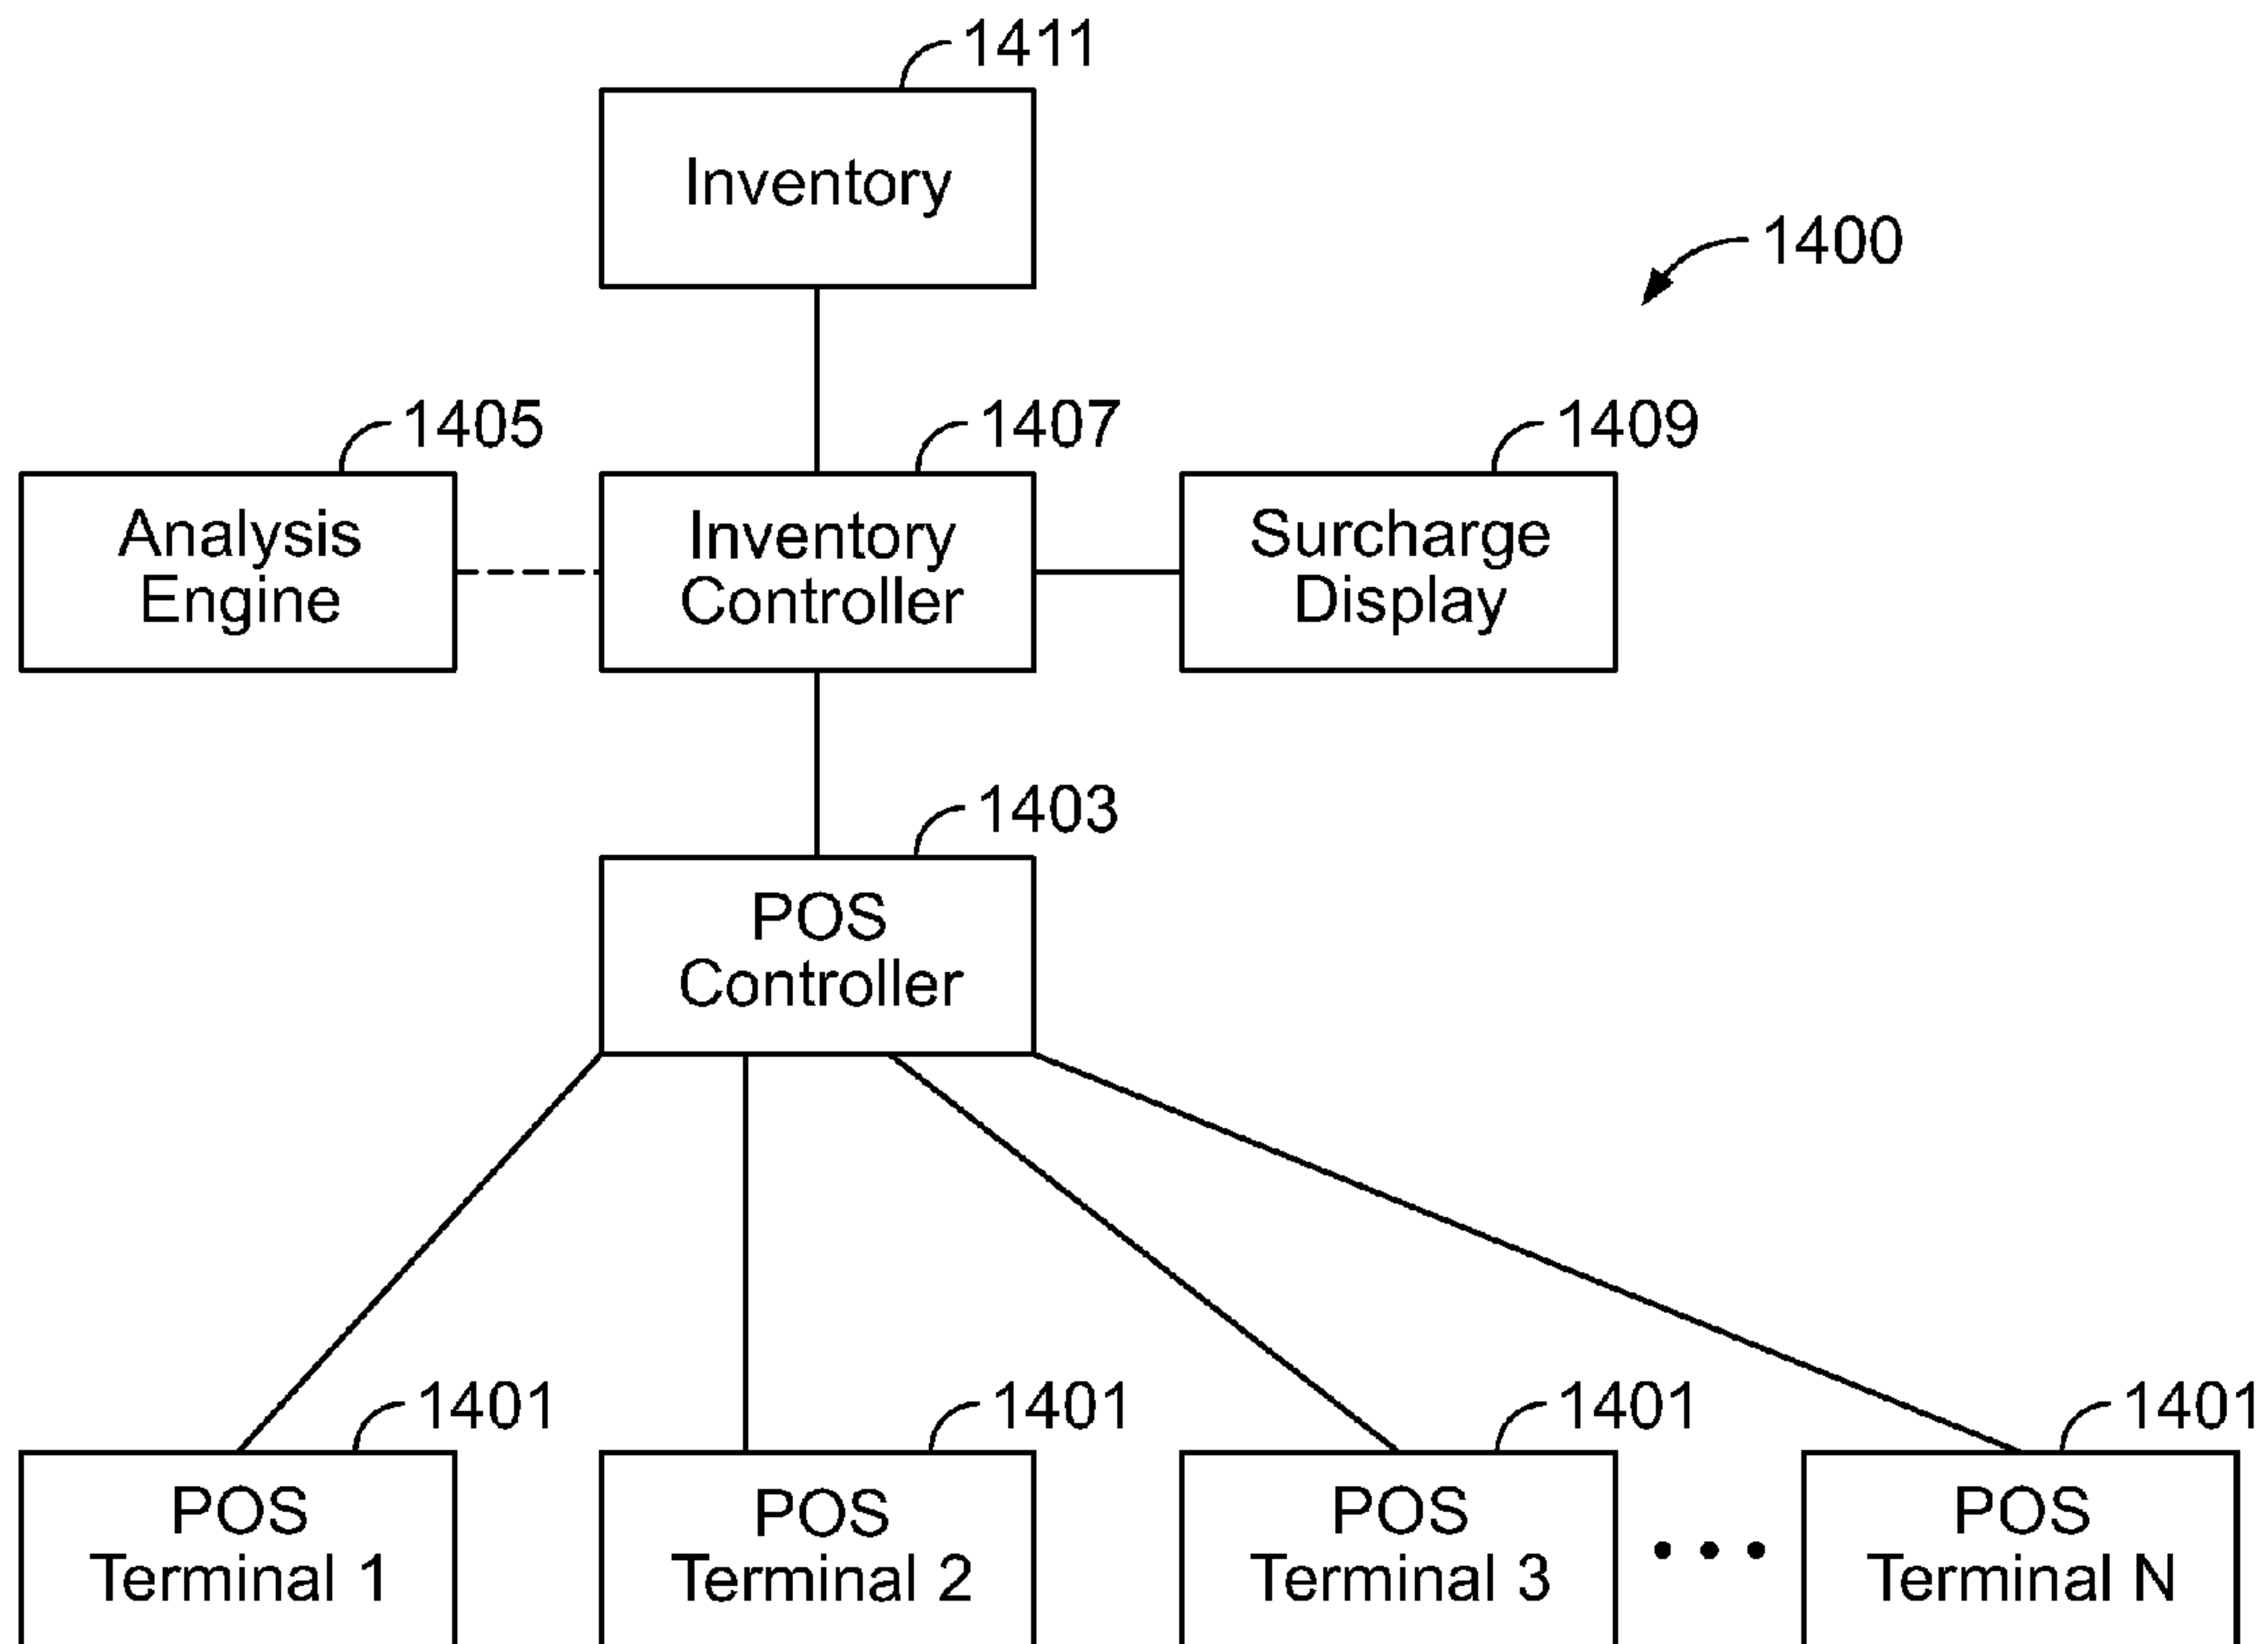 1411
Inventory
1400
1405
1407
1409
Analysis
Engine
Inventory
Controller
Surcharge
Display
1403
POS
Controller
1401
1401
1401
1401
POS
Terminal 1
POS
Terminal 2
POS
Terminal 3
POS
Terminal N